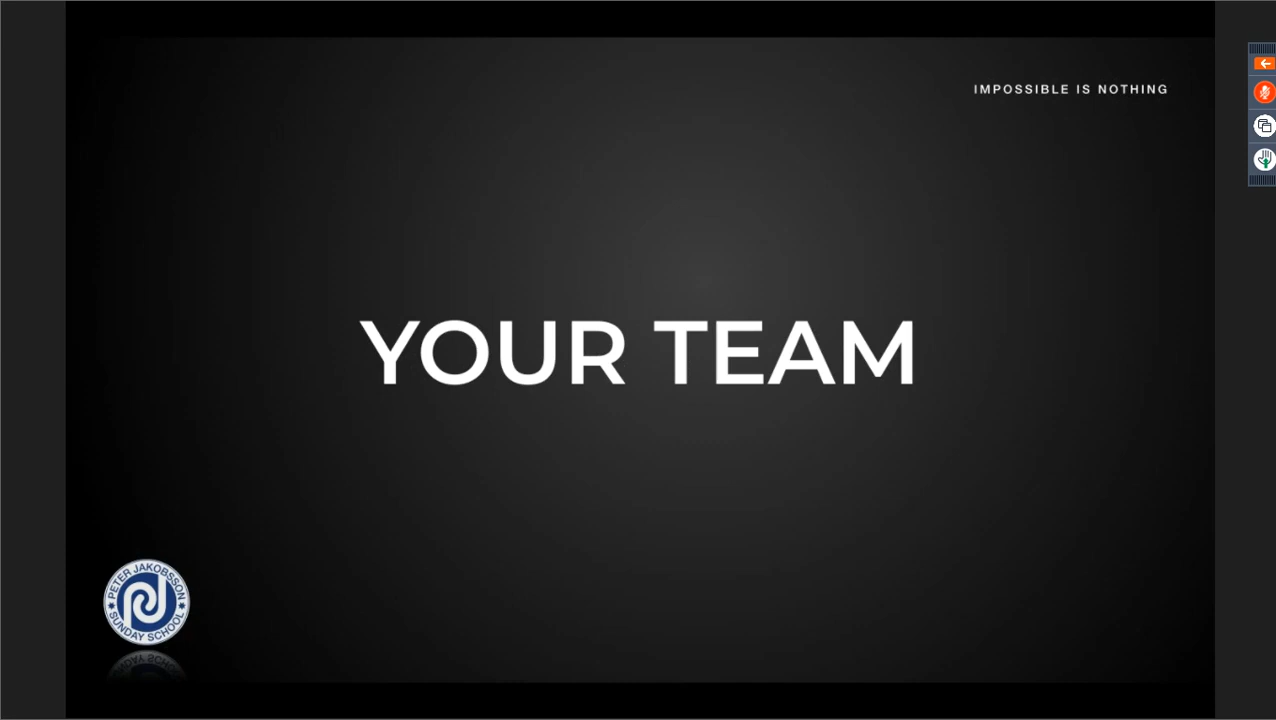 IMPOSSIBLE IS NOTHING
YOUR TEAM
PETER JAKOBSSON
SUNDAY SCHOOL